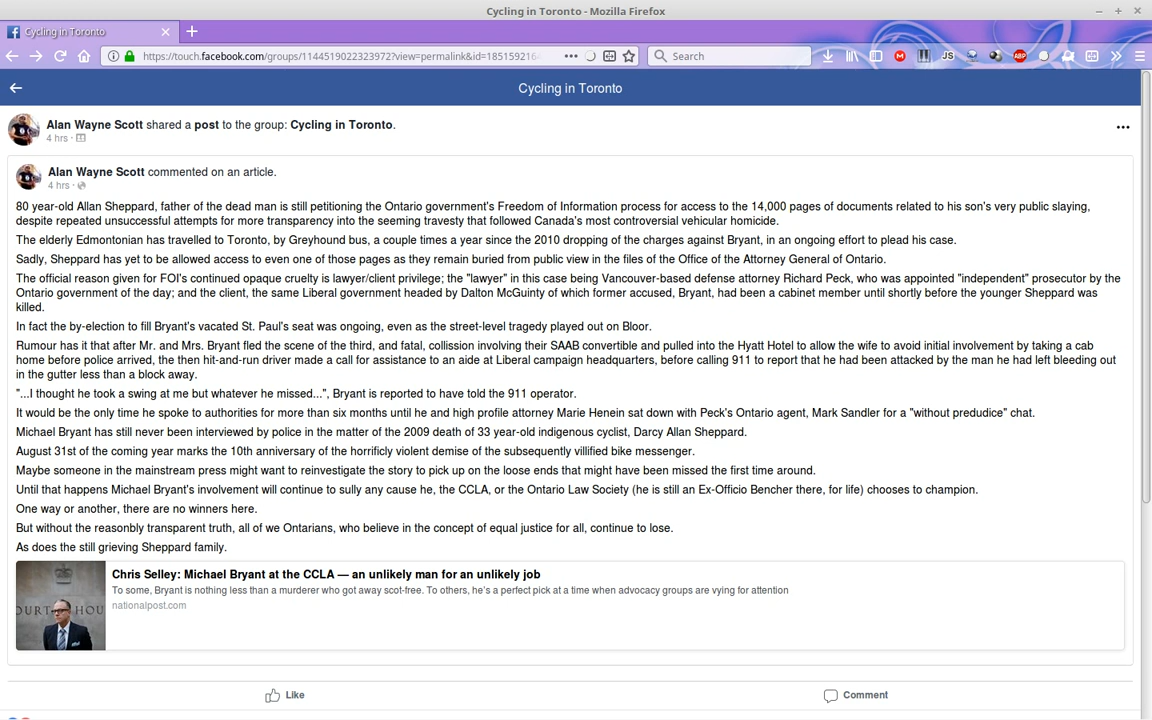 Cycling in Toronto - Mozilla Firefox
Cycling in Toronto
https://touch.facebook.com/groups/1144519022323972?view=permalink&id=185159216
Search
Cycling in Toronto
Alan Wayne Scott shared a post to the group: Cycling in Toronto.
4 hrs ·
Alan Wayne Scott commented on an article.
4 hrs ·
80 year-old Allan Sheppard, father of the dead man is still petitioning the Ontario government's Freedom of Information process for access to the 14,000 pages of documents related to his son's very public slaying,
despite repeated unsuccessful attempts for more transparency into the seeming travesty that followed Canada's most controversial vehicular homicide.
The elderly Edmontonian has travelled to Toronto, by Greyhound bus, a couple times a year since the 2010 dropping of the charges against Bryant, in an ongoing effort to plead his case.
Sadly, Sheppard has yet to be allowed access to even one of those pages as they remain buried from public view in the files of the Office of the Attorney General of Ontario.
The official reason given for FOI's continued opaque cruelty is lawyer/client privilege; the "lawyer" in this case being Vancouver-based defense attorney Richard Peck, who was appointed "independent" prosecutor by the
Ontario government of the day; and the client, the same Liberal government headed by Dalton McGuinty of which former accused, Bryant, had been a cabinet member until shortly before the younger Sheppard was
killed.
In fact the by-election to fill Bryant's vacated St. Paul's seat was ongoing, even as the street-level tragedy played out on Bloor.
Rumour has it that after Mr. and Mrs. Bryant fled the scene of the third, and fatal, collission involving their SAAB convertible and pulled into the Hyatt Hotel to allow the wife to avoid initial involvement by taking a cab
home before police arrived, the then hit-and-run driver made a call for assistance to an aide at Liberal campaign headquarters, before calling 911 to report that he had been attacked by the man he had left bleeding out
in the gutter less than a block away.
"...I thought he took a swing at me but whatever he missed...", Bryant is reported to have told the 911 operator.
It would be the only time he spoke to authorities for more than six months until he and high profile attorney Marie Henein sat down with Peck's Ontario agent, Mark Sandler for a "without predudice" chat.
Michael Bryant has still never been interviewed by police in the matter of the 2009 death of 33 year-old indigenous cyclist, Darcy Allan Sheppard.
August 31st of the coming year marks the 10th anniversary of the horrificly violent demise of the subsequently villified bike messenger.
Maybe someone in the mainstream press might want to reinvestigate the story to pick up on the loose ends that might have been missed the first time around.
Until that happens Michael Bryant's involvement will continue to sully any cause he, the CCLA, or the Ontario Law Society (he is still an Ex-Officio Bencher there, for life) chooses to champion.
One way or another, there are no winners here.
But without the reasonbly transparent truth, all of we Ontarians, who believe in the concept of equal justice for all, continue to lose.
As does the still grieving Sheppard family.
Chris Selley: Michael Bryant at the CCLA — an unlikely man for an unlikely job
To some, Bryant is nothing less than a murderer who got away scot-free. To others, he's a perfect pick at a time when advocacy groups are vying for attention
nationalpost.com
OURT HOU
Like
Comment